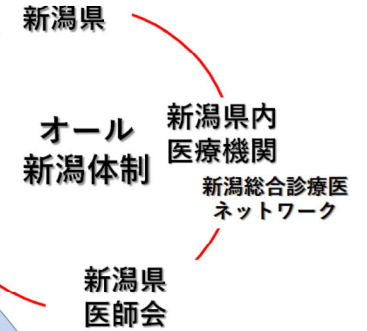 新潟県
オール
新潟体制
新潟県内
医療機関
新潟総合診療医
ネットワーク
新潟県
医師会